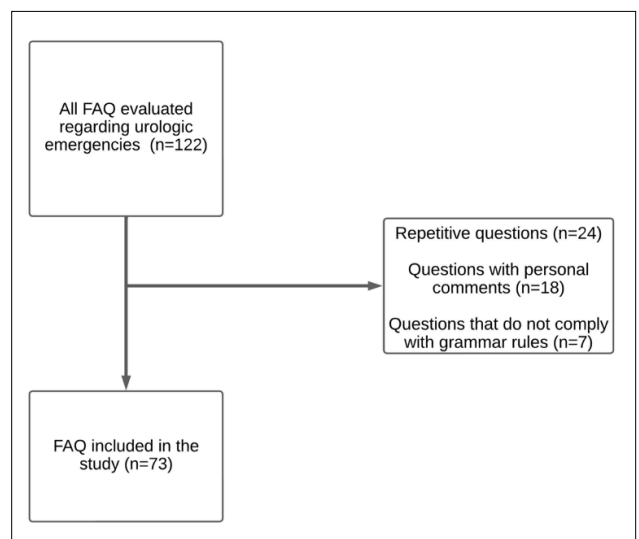 All FAQ evaluated
regarding urologic
emergencies (n=122)
Repetitive questions (n=24)
Questions with personal
comments (n=18)
Questions that do not comply
with grammar rules (n=7)
FAQ included in the
study (n=73)